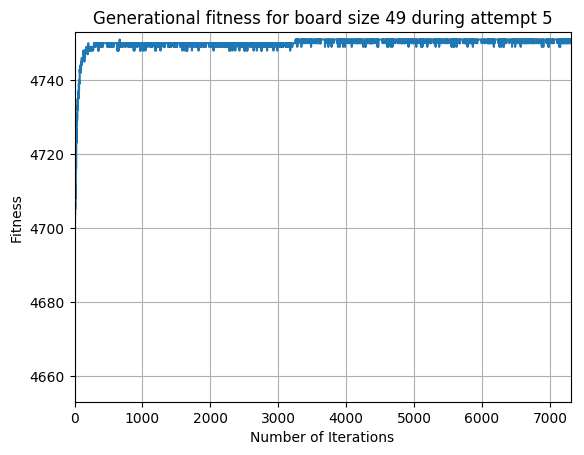 Generational fitness for board size 49 during attempt 5
4740
4720
4700
4680
4660
Fitness
0 1000 2000 3000 4000 5000 6000 7000
Number of Iterations